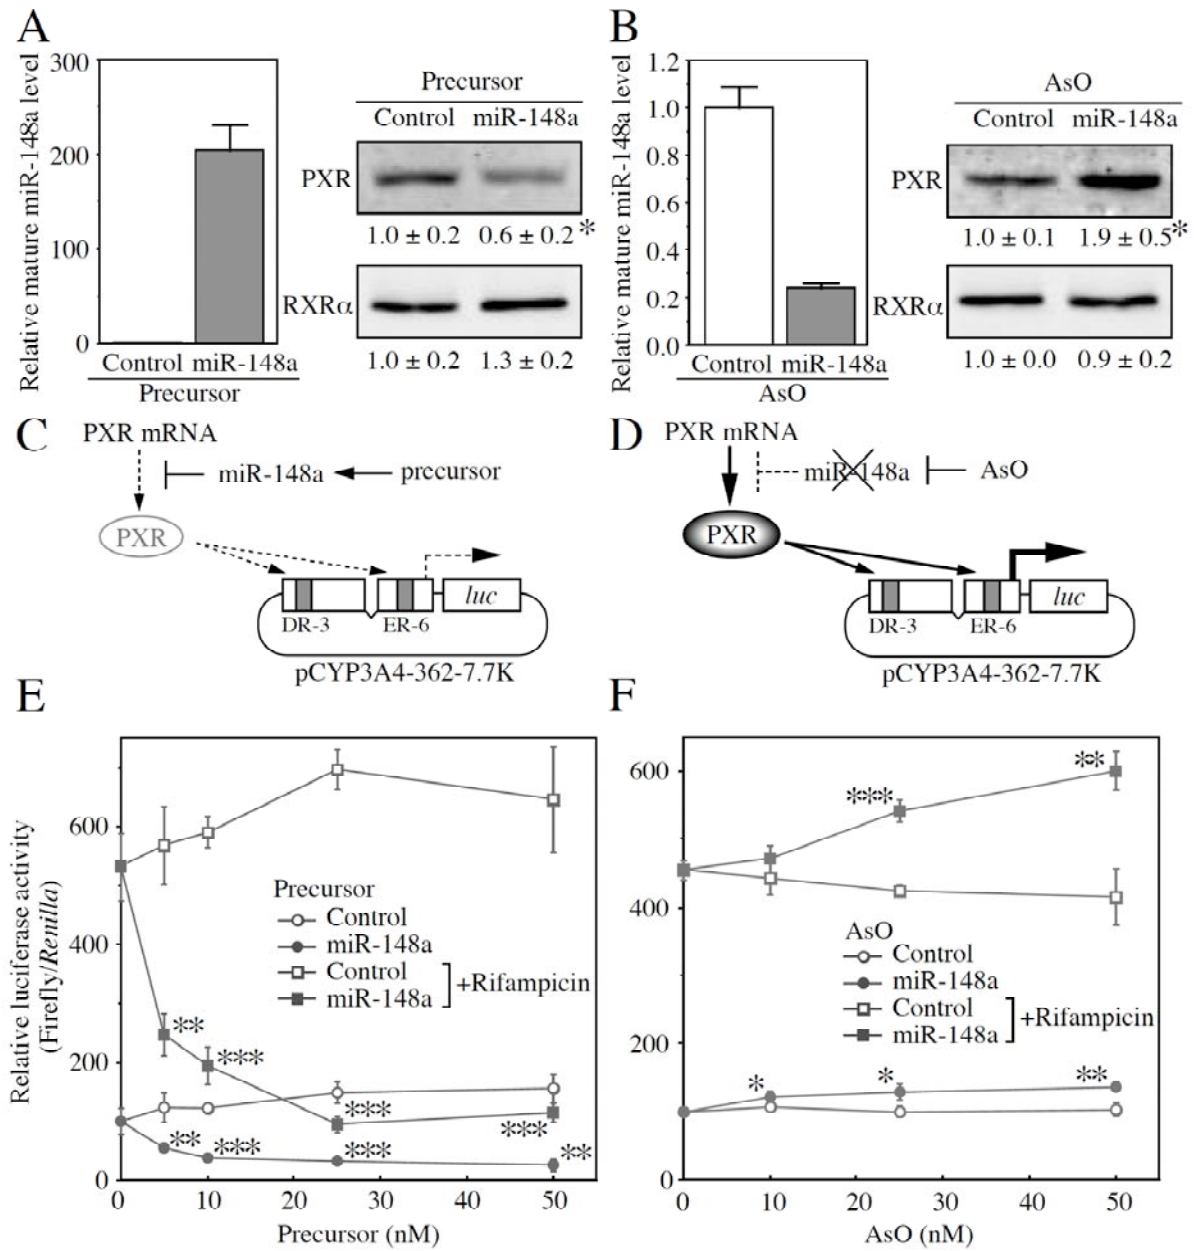 A
Relative mature miR-148a level
300
200
100
0
Control miR-148a
Precursor
Precursor
Control miR-148a
PXR
1.0 ± 0.2 0.6 ± 0.2 *
RXRα
1.0 ± 0.2 1.3 ± 0.2
B
Relative mature miR-148a level
1.2
1.0
0.8
0.6
0.4
0.2
0.0
Control miR-148a
AsO
AsO
Control miR-148a
PXR
1.0 ± 0.1 1.9 ± 0.5 *
RXRα
1.0 ± 0.0 0.9 ± 0.2
C
PXR mRNA
miR-148a precursor
PXR
luc
DR-3 ER-6
pCYP3A4-362-7.7K
D
PXR mRNA
miR-148a AsO
PXR
luc
DR-3 ER-6
pCYP3A4-362-7.7K
E
Relative luciferase activity
(Firefly/Renilla)
600
400
200
0
Precursor
Control
miR-148a
Control
miR-148a
+Rifampicin
**
***
***
***
**
***
***
**
0 10 20 30 40 50
Precursor (nM)
F
600
400
200
0
***
**
AsO
Control
miR-148a
Control
miR-148a
+Rifampicin
*
*
**
0 10 20 30 40 50
AsO (nM)